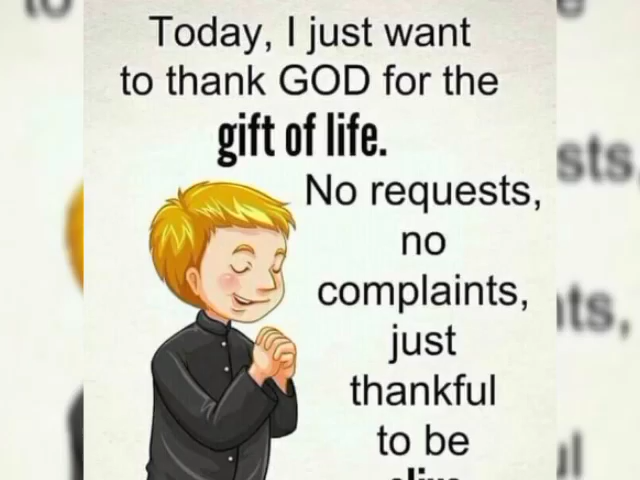 Today, I just want
to thank GOD for the
gift of life.
No requests,
no
complaints,
just
thankful
to be